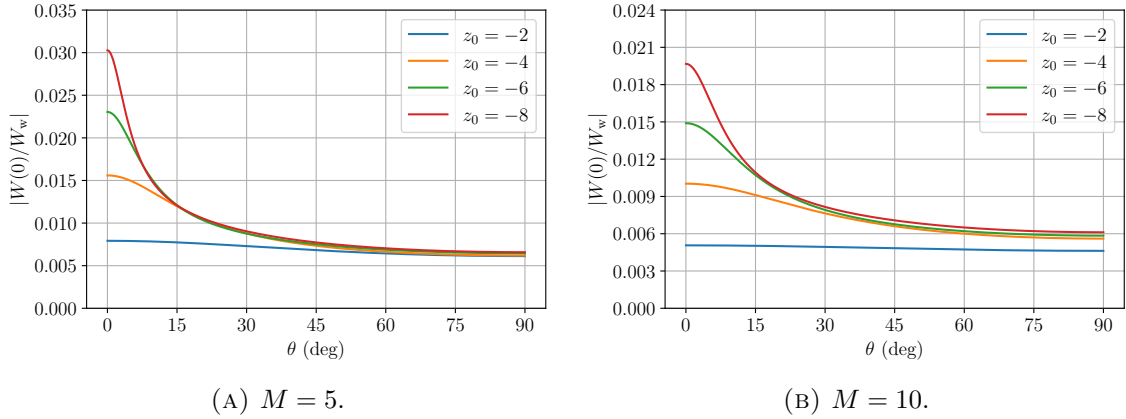 |W(0)/W_w|
0.035
0.030
0.025
0.020
0.015
0.010
0.005
0.000
0 15 30 45 60 75 90
θ (deg)
z_0 = −2
z_0 = −4
z_0 = −6
z_0 = −8
(A) M = 5.
|W(0)/W_w|
0.024
0.021
0.018
0.015
0.012
0.009
0.006
0.003
0.000
0 15 30 45 60 75 90
θ (deg)
z_0 = −2
z_0 = −4
z_0 = −6
z_0 = −8
(B) M = 10.